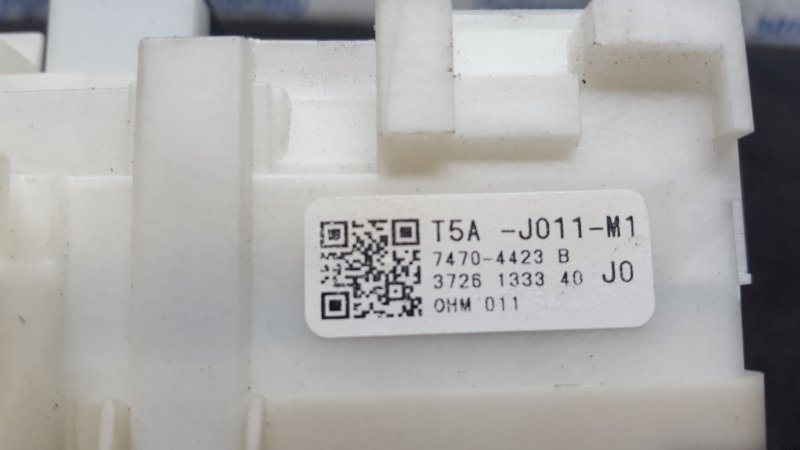 T5A -J011-M1
7470-4423 B
3726 1333 40 J0
OHM 011